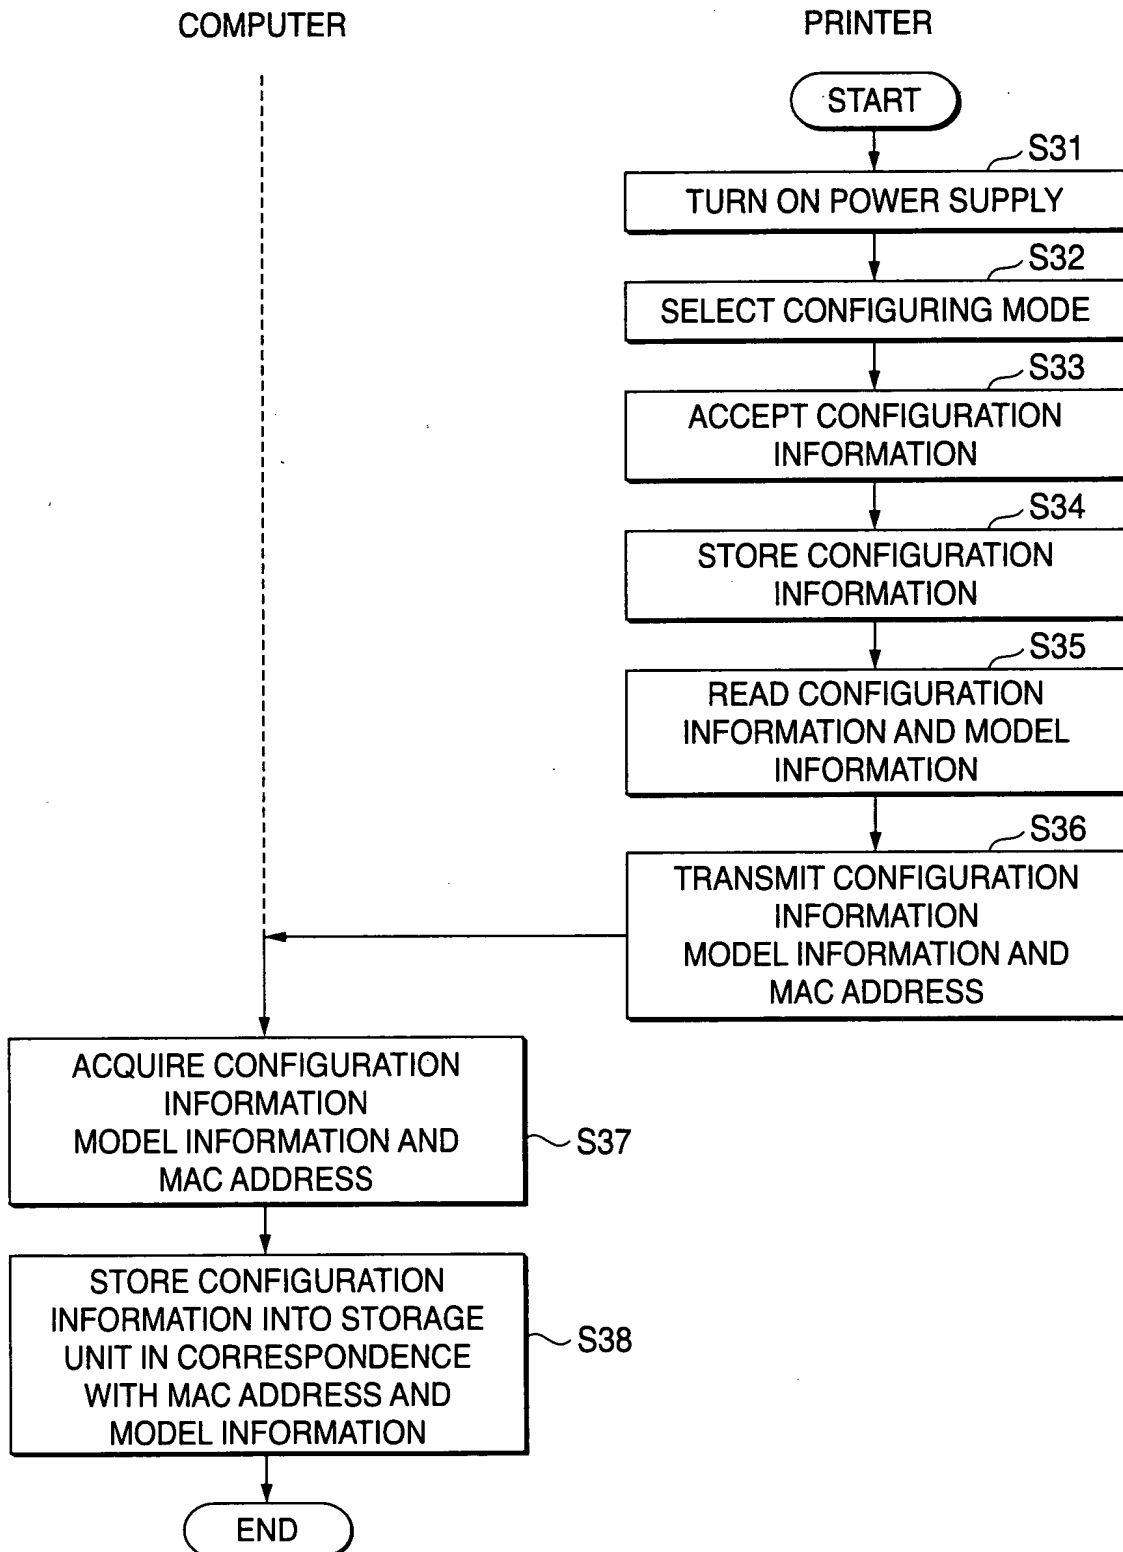 COMPUTER
PRINTER
START
S31
TURN ON POWER SUPPLY
S32
SELECT CONFIGURING MODE
S33
ACCEPT CONFIGURATION
INFORMATION
S34
STORE CONFIGURATION
INFORMATION
S35
READ CONFIGURATION
INFORMATION AND MODEL
INFORMATION
S36
TRANSMIT CONFIGURATION
INFORMATION
MODEL INFORMATION AND
MAC ADDRESS
ACQUIRE CONFIGURATION
INFORMATION
MODEL INFORMATION AND
MAC ADDRESS
S37
STORE CONFIGURATION
INFORMATION INTO STORAGE
UNIT IN CORRESPONDENCE
WITH MAC ADDRESS AND
MODEL INFORMATION
S38
END